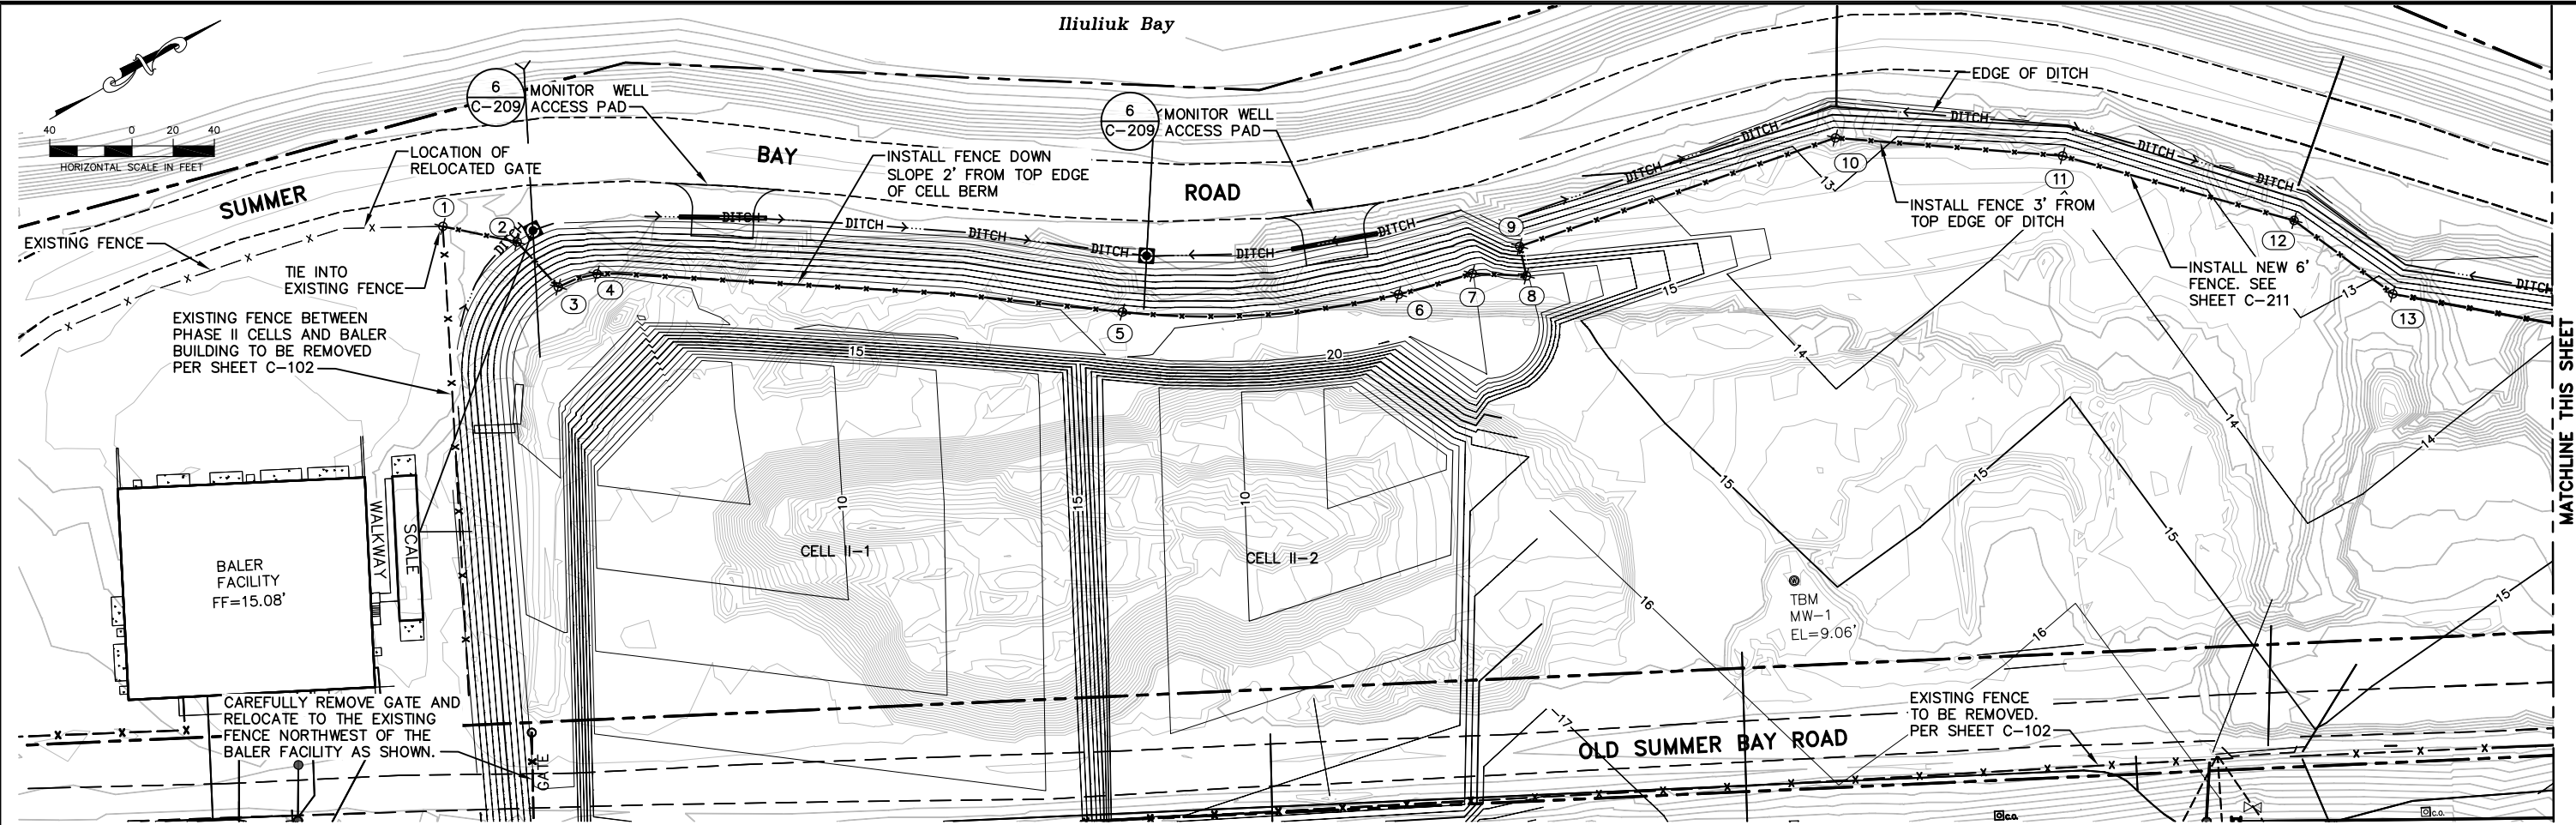 Iliuliuk Bay
N
40 0 20 40
HORIZONTAL SCALE IN FEET
6
C-209
MONITOR WELL
ACCESS PAD
6
C-209
MONITOR WELL
ACCESS PAD
EDGE OF DITCH
LOCATION OF
RELOCATED GATE
INSTALL FENCE DOWN
SLOPE 2' FROM TOP EDGE
OF CELL BERM
SUMMER
BAY
ROAD
EXISTING FENCE
TIE INTO
EXISTING FENCE
EXISTING FENCE BETWEEN
PHASE II CELLS AND BALER
BUILDING TO BE REMOVED
PER SHEET C-102
1
2
3
4
5
6
7
8
9
10
11
12
13
DITCH
DITCH
DITCH
DITCH
DITCH
DITCH
DITCH
DITCH
DITCH
DITCH
DITCH
DITCH
DITCH
DITCH
INSTALL FENCE 3' FROM
TOP EDGE OF DITCH
INSTALL NEW 6'
FENCE. SEE
SHEET C-211
MATCHLINE THIS SHEET
13
13
15
14
14
14
15
20
15
10
10
15
15
15
15
16
16
17
CELL II-1
CELL II-2
BALER
FACILITY
FF=15.08'
WALKWAY
SCALE
TBM
MW-1
EL=9.06'
CAREFULLY REMOVE GATE AND
RELOCATE TO THE EXISTING
FENCE NORTHWEST OF THE
BALER FACILITY AS SHOWN.
GATE
OLD SUMMER BAY ROAD
EXISTING FENCE
TO BE REMOVED.
PER SHEET C-102
C.O.
C.O.